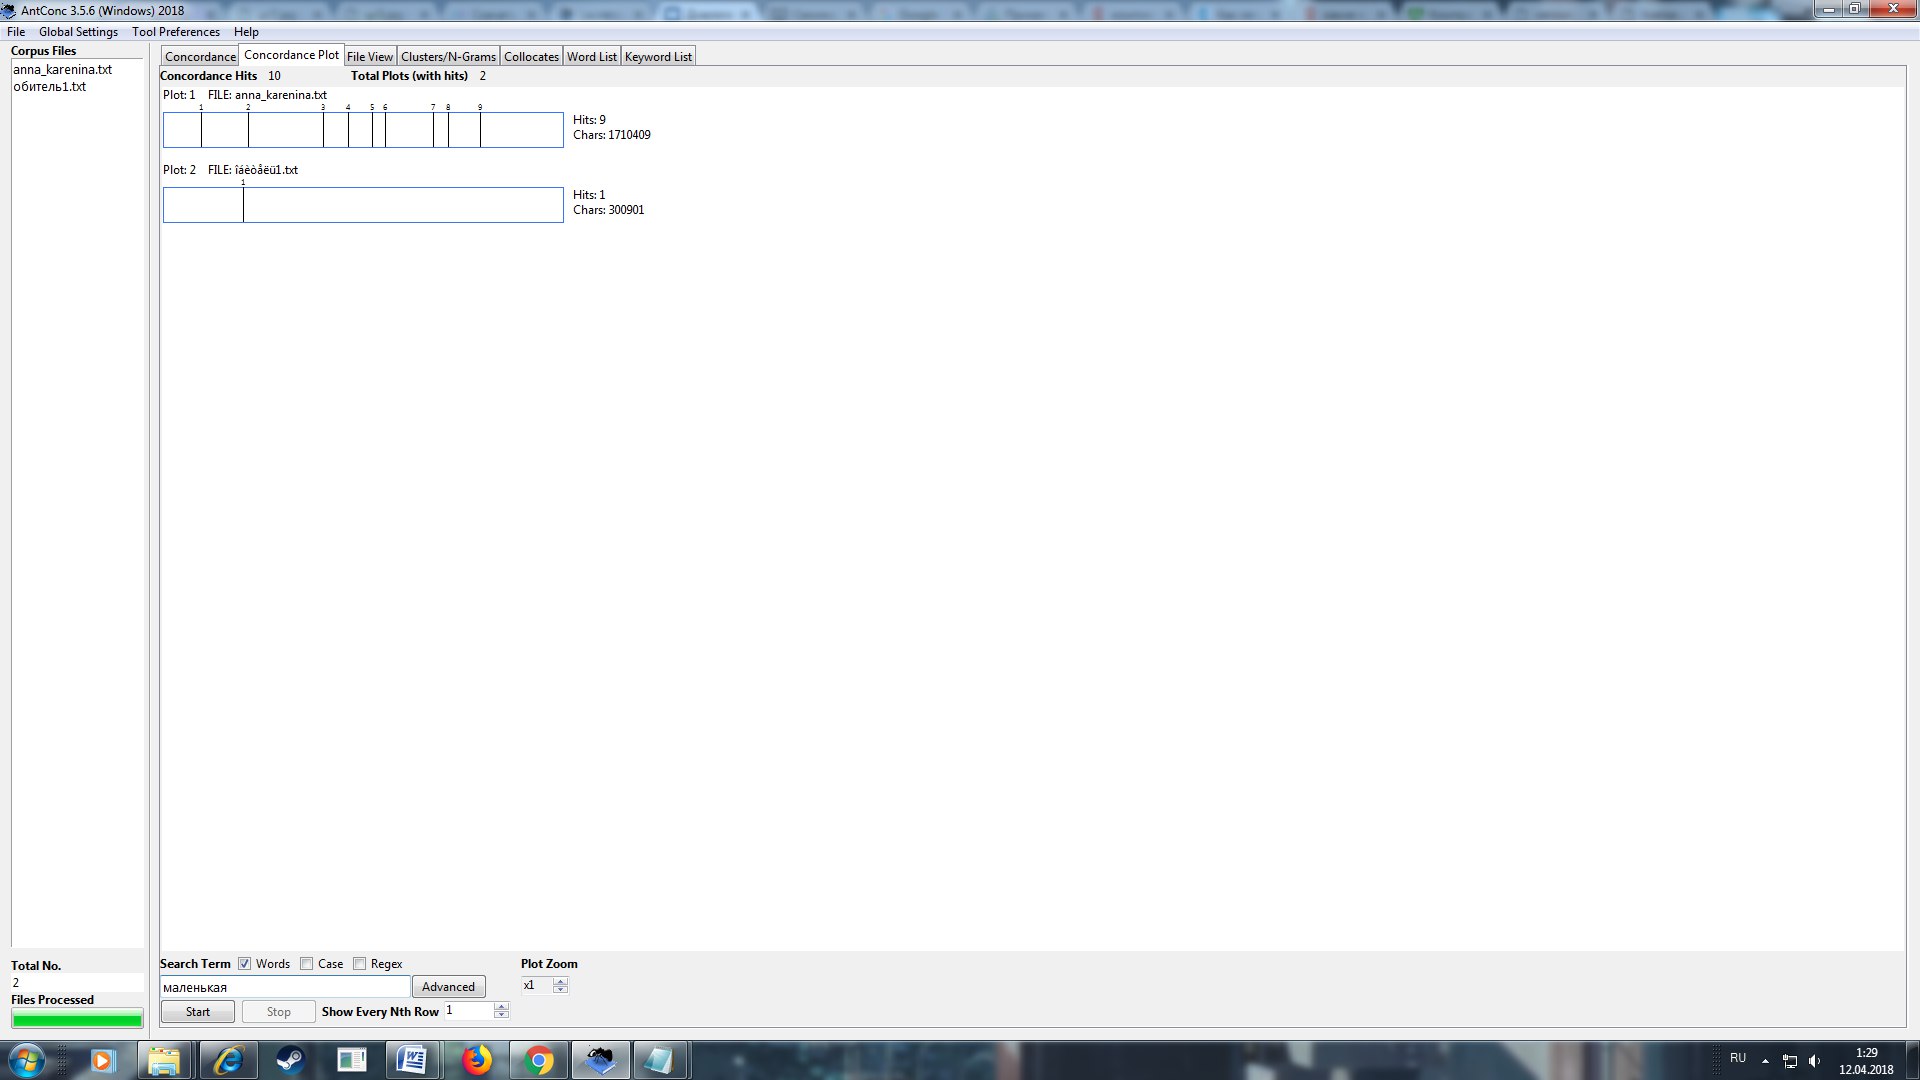 AntConc 3.5.6 (Windows) 2018
File Global Settings Tool Preferences Help
Corpus Files
anna_karenina.txt
обитель1.txt
Concordance Concordance Plot File View Clusters/N-Grams Collocates Word List Keyword List
Concordance Hits 10 Total Plots (with hits) 2
Plot: 1 FILE: anna_karenina.txt
1 2 3 4 5 6 7 8 9
Hits: 9
Chars: 1710409
Plot: 2 FILE: îáèòåëü1.txt
1
Hits: 1
Chars: 300901
Total No.
2
Files Processed
Search Term Words Case Regex Plot Zoom
маленькая Advanced x1
Start Stop Show Every Nth Row 1
RU 1:29
12.04.2018